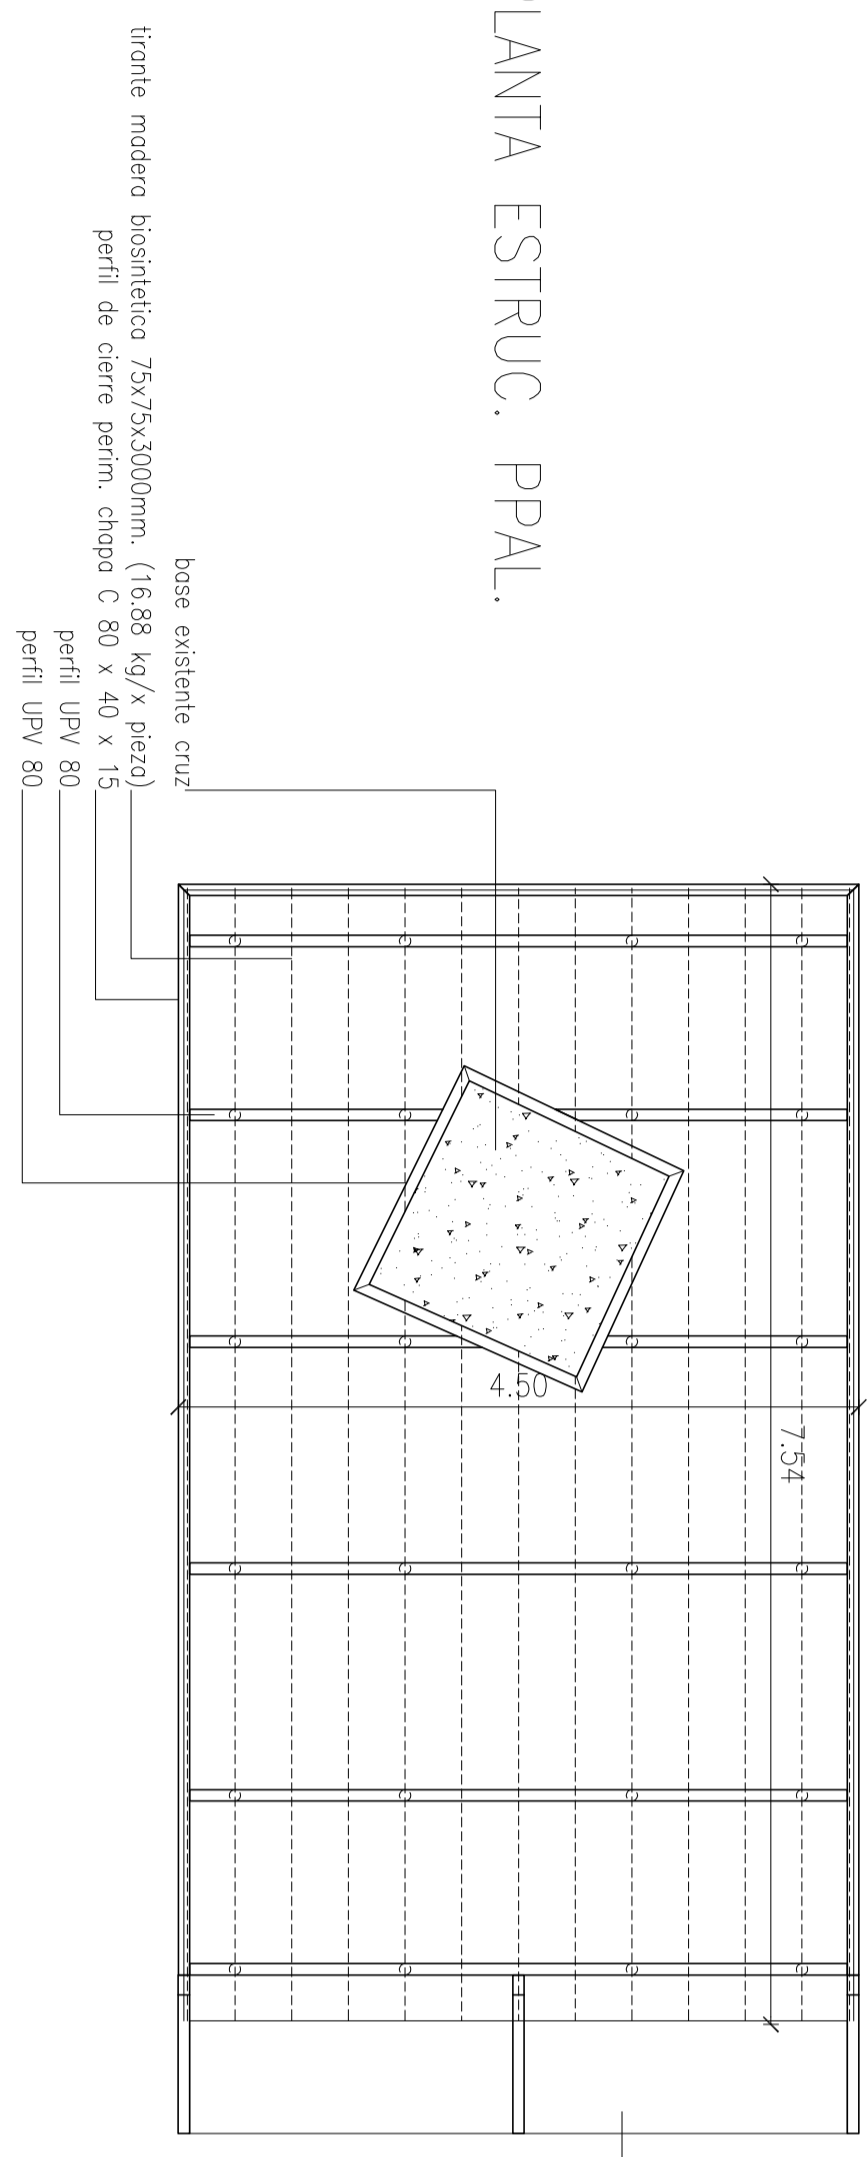 PLANTA ESTRUC. PPAL.
base existente cruz
tirante madera biosintetica 75x75x3000mm. (16.88 kg/x pieza)
perfil de cierre perim. chapa C 80 x 40 x 15
perfil UPV 80
perfil UPV 80
7.54
4.50